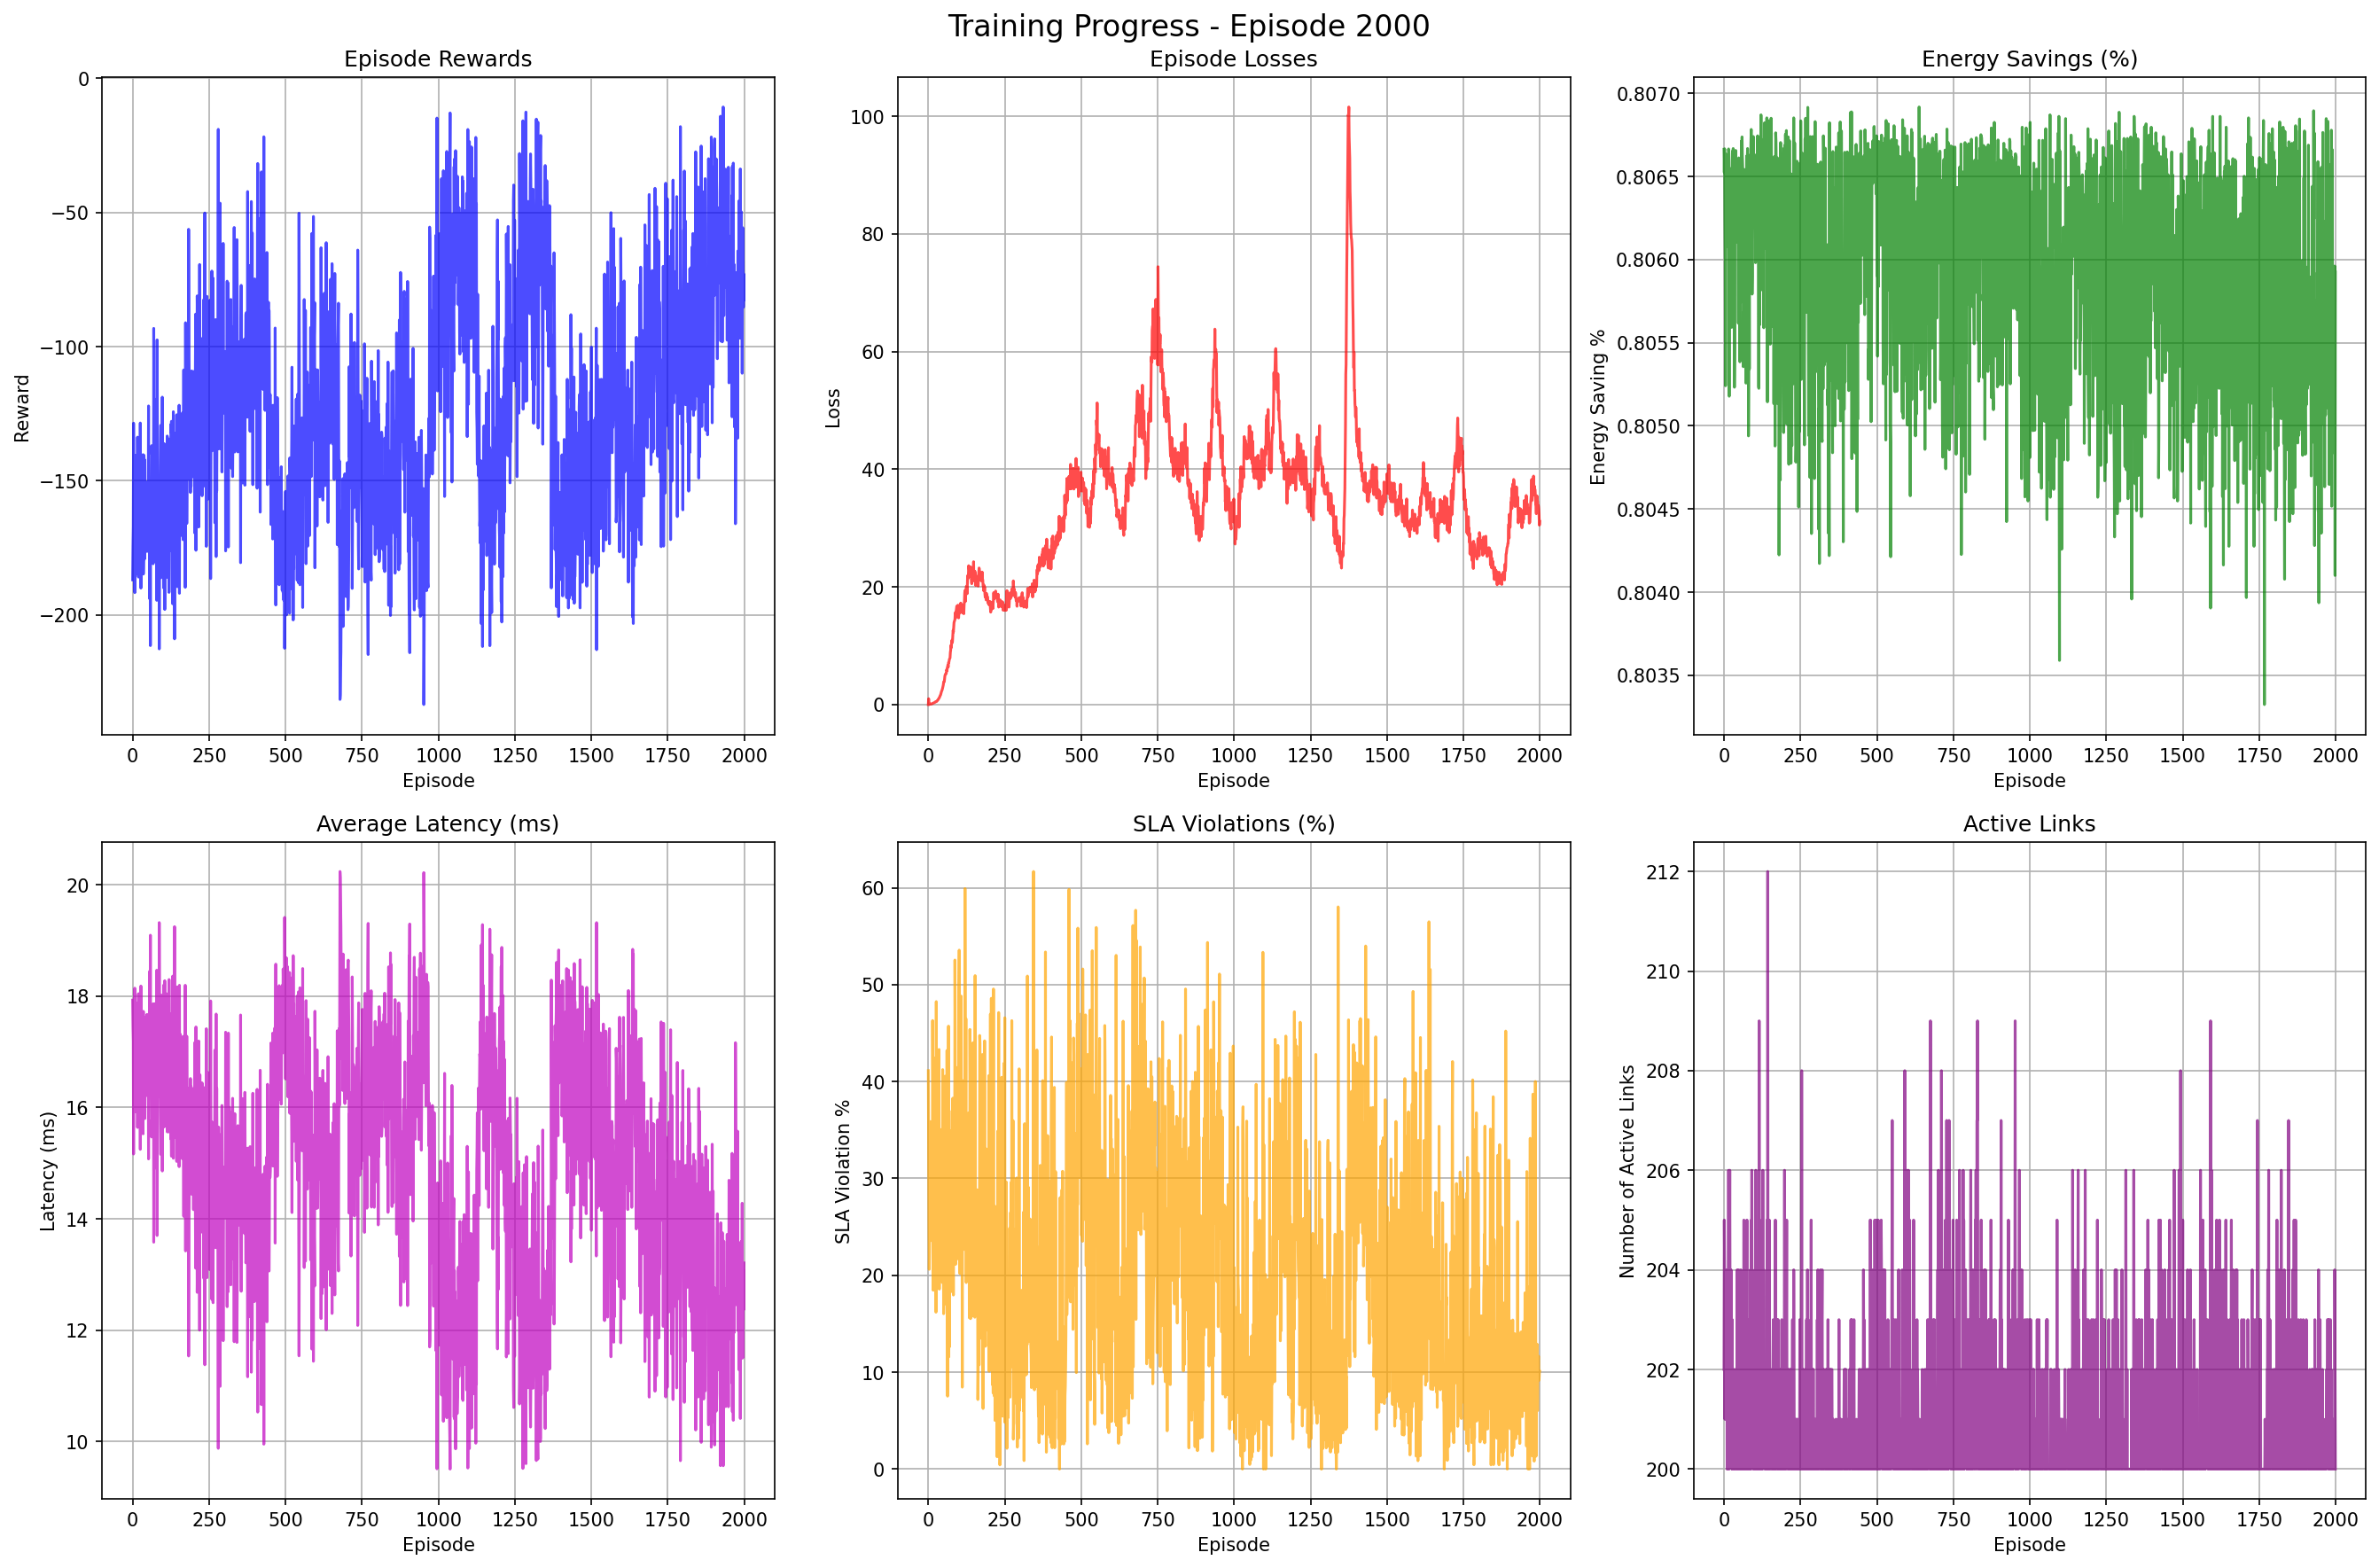 Training Progress - Episode 2000
Episode Rewards
Reward
0
−50
−100
−150
−200
0 250 500 750 1000 1250 1500 1750 2000
Episode
Episode Losses
Loss
100
80
60
40
20
0
0 250 500 750 1000 1250 1500 1750 2000
Episode
Energy Savings (%)
Energy Saving %
0.8070
0.8065
0.8060
0.8055
0.8050
0.8045
0.8040
0.8035
0 250 500 750 1000 1250 1500 1750 2000
Episode
Average Latency (ms)
Latency (ms)
20
18
16
14
12
10
0 250 500 750 1000 1250 1500 1750 2000
Episode
SLA Violations (%)
SLA Violation %
60
50
40
30
20
10
0
0 250 500 750 1000 1250 1500 1750 2000
Episode
Active Links
Number of Active Links
212
210
208
206
204
202
200
0 250 500 750 1000 1250 1500 1750 2000
Episode